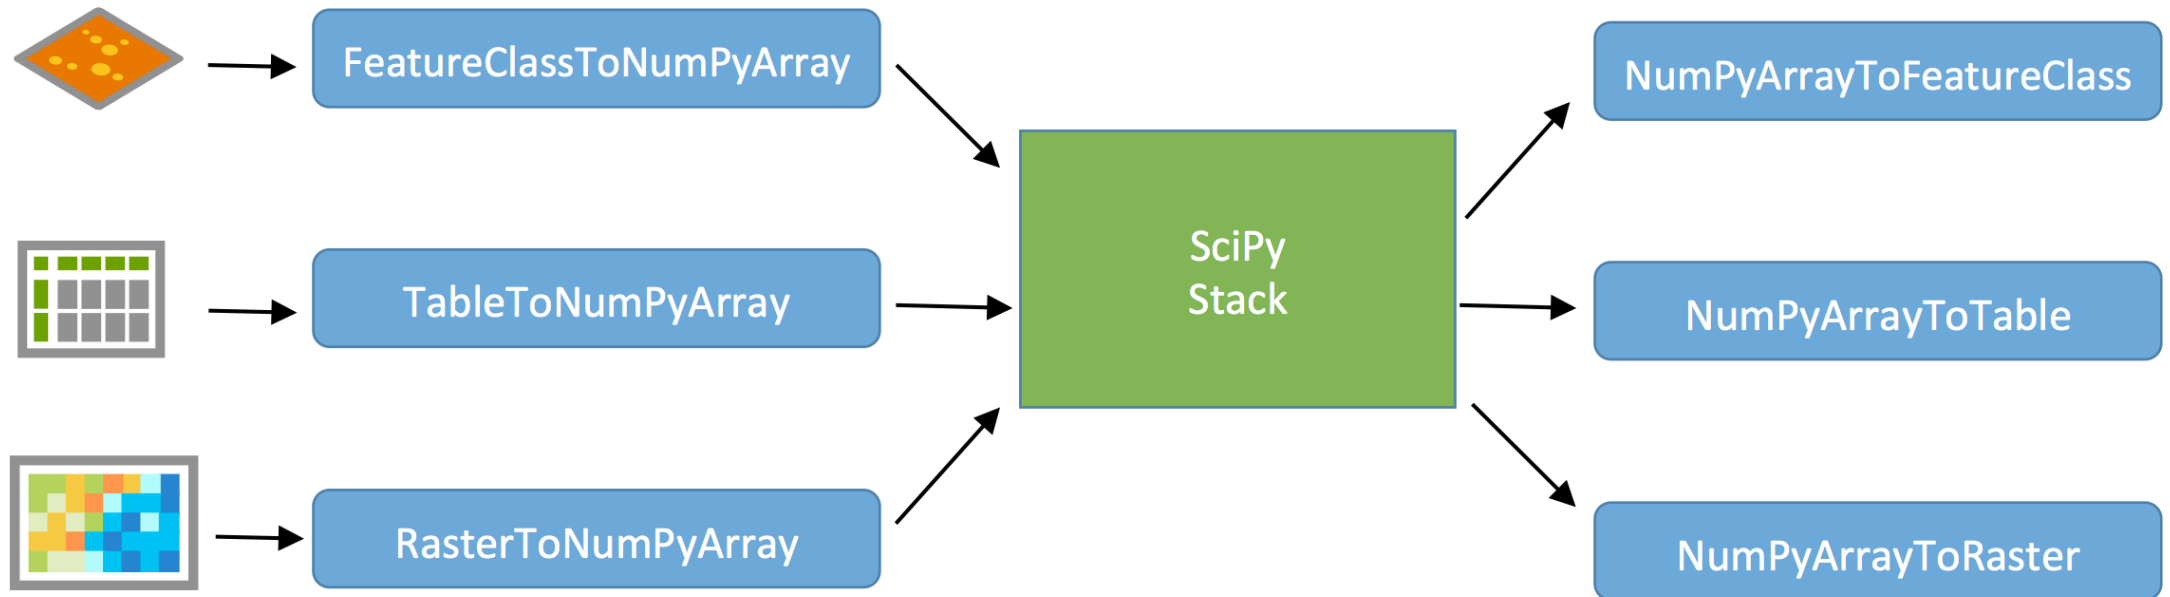 FeatureClassToNumPyArray
TableToNumPyArray
RasterToNumPyArray
SciPy
Stack
NumPyArrayToFeatureClass
NumPyArrayToTable
NumPyArrayToRaster